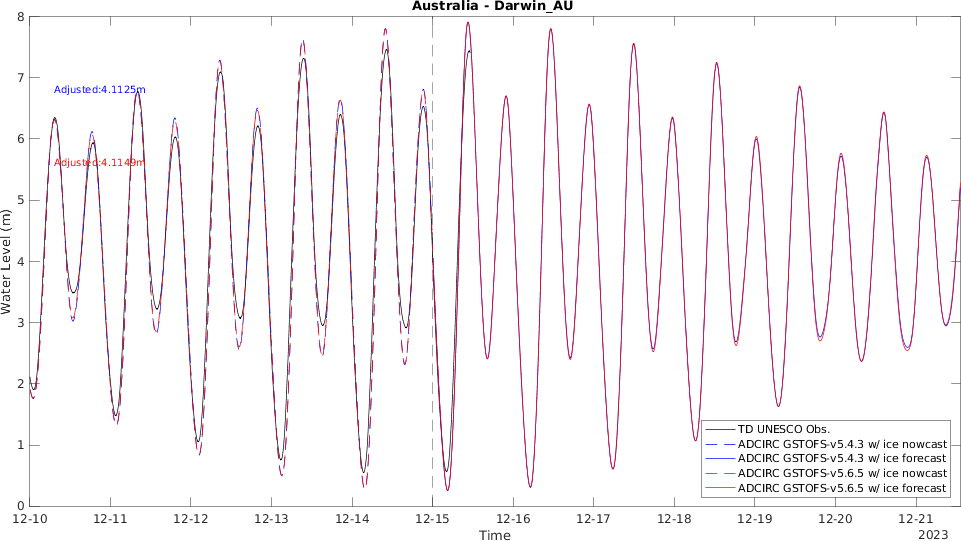 Australia - Darwin_AU
8
7
6
5
4
3
2
1
0
Water Level (m)
Adjusted:4.1125m
Adjusted:4.1149m
TD UNESCO Obs.
ADCIRC GSTOFS-v5.4.3 w/ ice nowcast
ADCIRC GSTOFS-v5.4.3 w/ ice forecast
ADCIRC GSTOFS-v5.6.5 w/ ice nowcast
ADCIRC GSTOFS-v5.6.5 w/ ice forecast
12-10 12-11 12-12 12-13 12-14 12-15 12-16 12-17 12-18 12-19 12-20 12-21
Time
2023